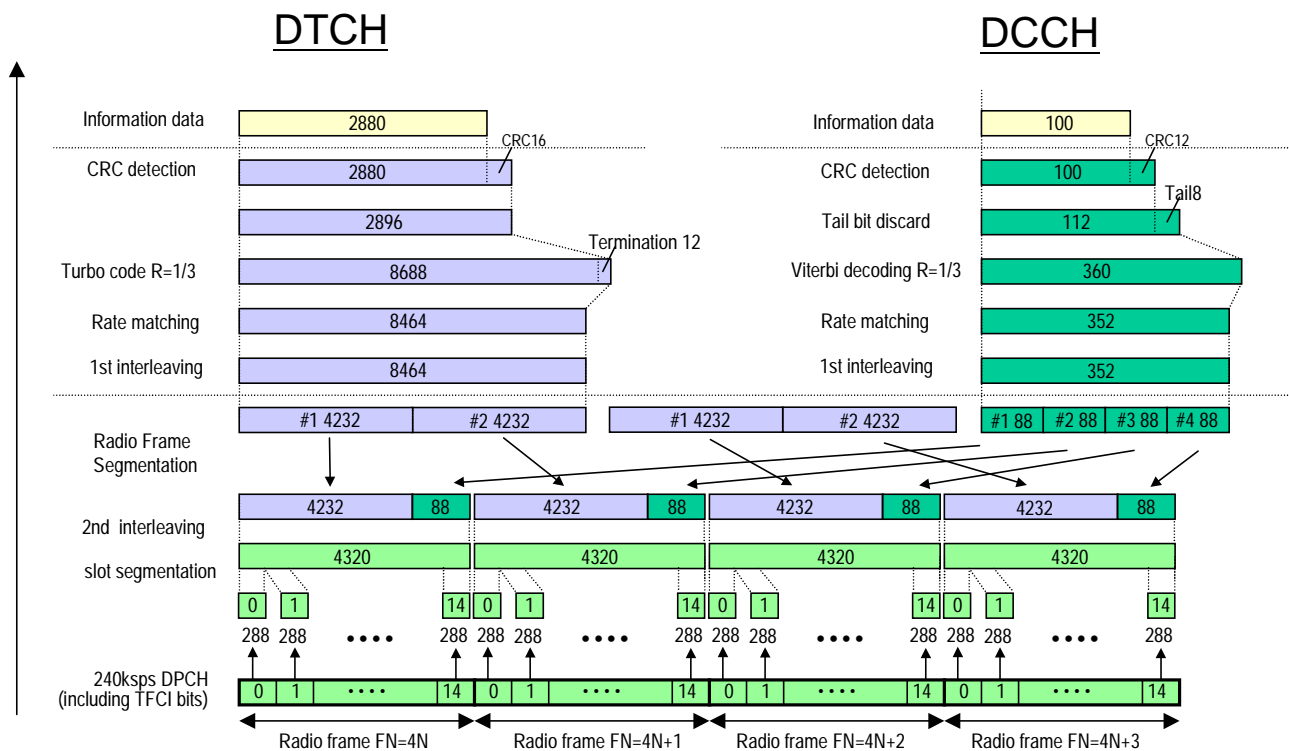 DTCH DCCH
Information data 2880 Information data 100
CRC16 CRC12
CRC detection 2880 CRC detection 100
Tail8
2896 Tail bit discard 112
Termination 12
Turbo code R=1/3 8688 Viterbi decoding R=1/3 360
Rate matching 8464 Rate matching 352
1st interleaving 8464 1st interleaving 352
#1 4232 #2 4232 #1 4232 #2 4232 #1 88 #2 88 #3 88 #4 88
Radio Frame
Segmentation
4232 88 4232 88 4232 88 4232 88
2nd interleaving
4320 4320 4320 4320
slot segmentation
0 1 14 0 1 14 0 1 14 0 1 14
288 288 •••• 288 288 288 •••• 288 288 288 •••• 288 288 288 •••• 288
240ksps DPCH
(including TFCI bits)
0 1 •••• 14 0 1 •••• 14 0 1 •••• 14 0 1 •••• 14
Radio frame FN=4N Radio frame FN=4N+1 Radio frame FN=4N+2 Radio frame FN=4N+3